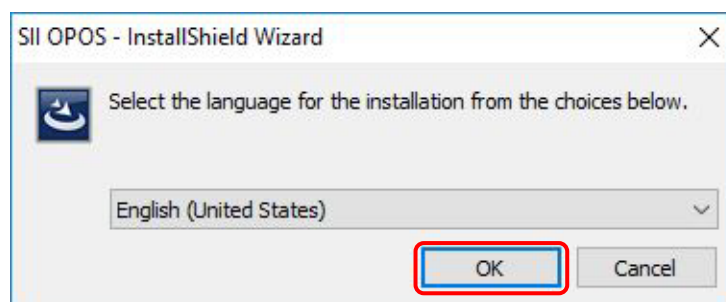 SII OPOS - InstallShield Wizard
Select the language for the installation from the choices below.
English (United States)
OK
Cancel